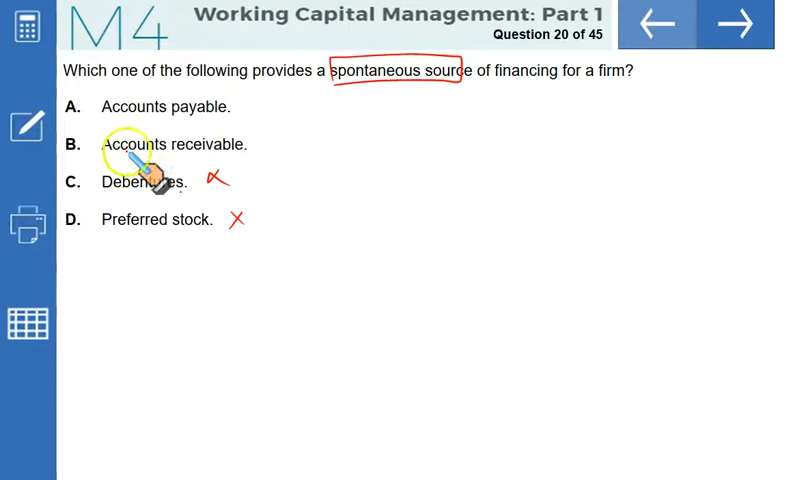 M4
Working Capital Management: Part 1
Question 20 of 45
Which one of the following provides a spontaneous source of financing for a firm?
A. Accounts payable.
B. Accounts receivable.
C. Debentures.
D. Preferred stock.